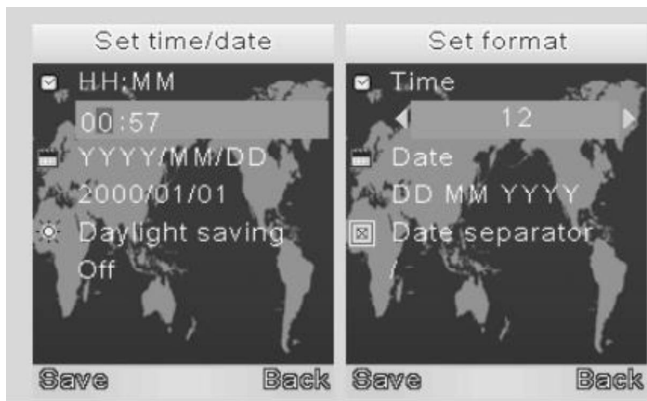 Set time/date
HH:MM
00:57
YYYY/MM/DD
2000/01/01
Daylight saving
Off
Save Back
Set format
Time
12
Date
DD MM YYYY
Date separator
/
Save Back